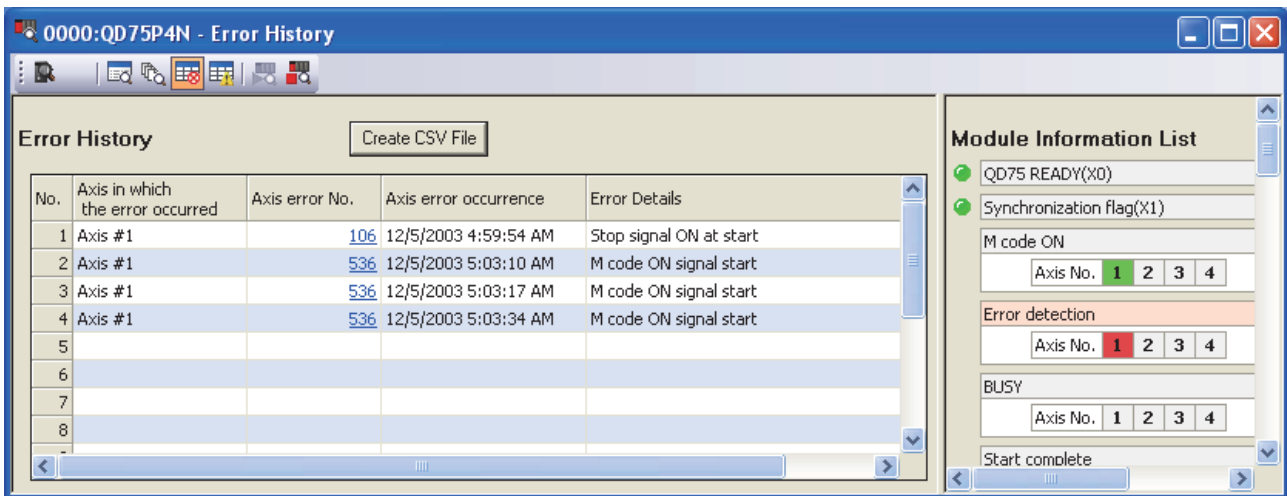 0000:QD75P4N - Error History
Error History
Create CSV File
No. Axis in which the error occurred Axis error No. Axis error occurrence Error Details
1 Axis #1 106 12/5/2003 4:59:54 AM Stop signal ON at start
2 Axis #1 536 12/5/2003 5:03:10 AM M code ON signal start
3 Axis #1 536 12/5/2003 5:03:17 AM M code ON signal start
4 Axis #1 536 12/5/2003 5:03:34 AM M code ON signal start
5
6
7
8
Module Information List
QD75 READY(X0)
Synchronization flag(X1)
M code ON
Axis No. 1 2 3 4
Error detection
Axis No. 1 2 3 4
BUSY
Axis No. 1 2 3 4
Start complete